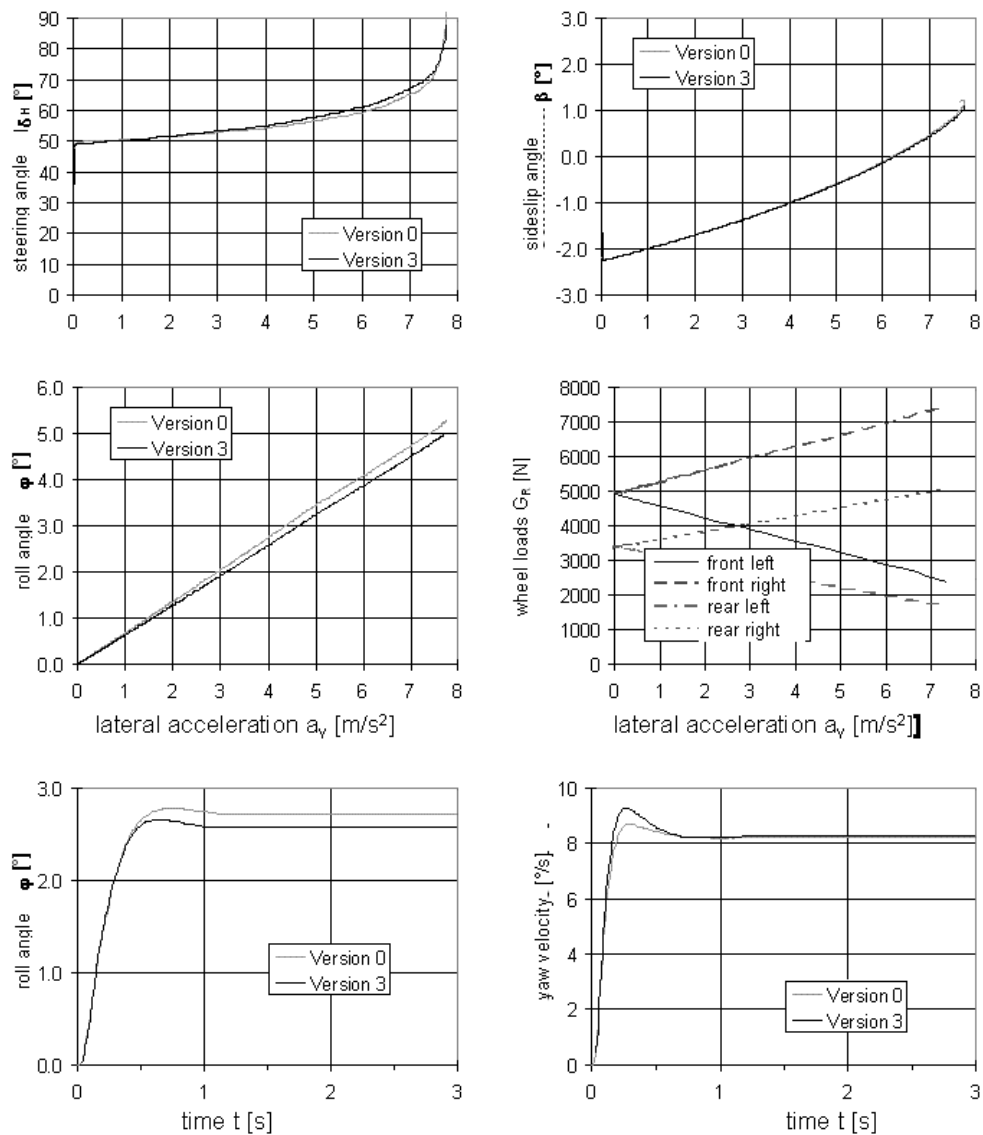 steering angle |δH| [°]
90
80
70
60
50
40
30
20
10
0
Version 0
Version 3
0 1 2 3 4 5 6 7 8
sideslip angle β [°]
3.0
2.0
1.0
0.0
-1.0
-2.0
-3.0
Version 0
Version 3
0 1 2 3 4 5 6 7 8
roll angle φ [°]
6.0
5.0
4.0
3.0
2.0
1.0
0.0
Version 0
Version 3
0 1 2 3 4 5 6 7 8
lateral acceleration ay [m/s²]
wheel loads GR [N]
8000
7000
6000
5000
4000
3000
2000
1000
0
front left
front right
rear left
rear right
0 1 2 3 4 5 6 7 8
lateral acceleration ay [m/s²]]
roll angle φ [°]
3.0
2.0
1.0
0.0
Version 0
Version 3
0 1 2 3
time t [s]
yaw velocity [°/s]
10
8
6
4
2
0
Version 0
Version 3
0 1 2 3
time t [s]